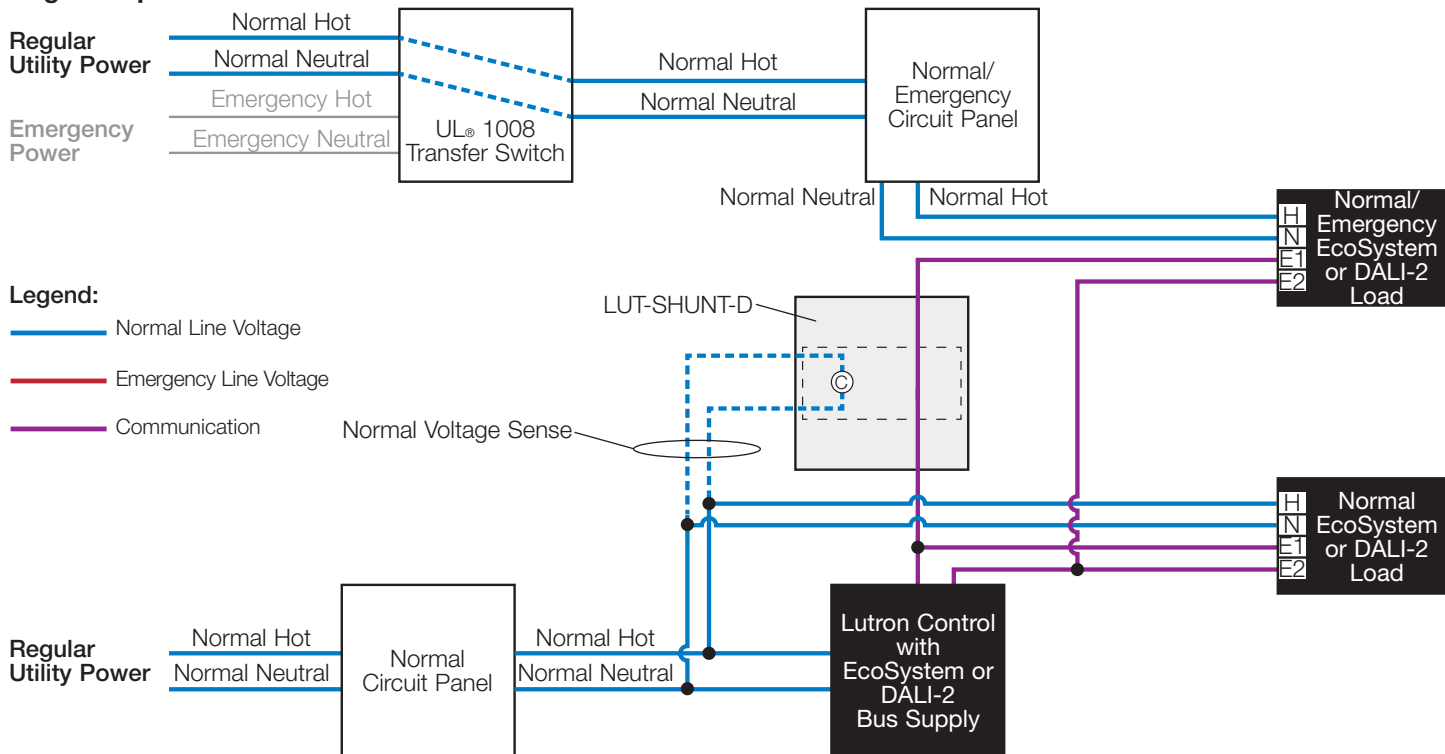 Normal Hot
Regular
Utility Power
Normal Neutral
Emergency Hot
Emergency
Power
Emergency Neutral
UL® 1008
Transfer Switch
Normal Hot
Normal Neutral
Normal/
Emergency
Circuit Panel
Normal Neutral
Normal Hot
H
N
E1
E2
Normal/
Emergency
EcoSystem
or DALI-2
Load
Legend:
Normal Line Voltage
Emergency Line Voltage
Communication
LUT-SHUNT-D
C
Normal Voltage Sense
H
N
E1
E2
Normal
EcoSystem
or DALI-2
Load
Regular
Utility Power
Normal Hot
Normal Neutral
Normal
Circuit Panel
Normal Hot
Normal Neutral
Lutron Control
with
EcoSystem or
DALI-2
Bus Supply